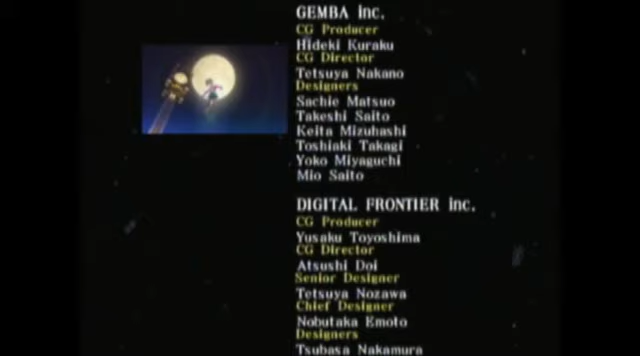 GEMBA inc.
CG Producer
Hideki Kuraku
CG Director
Tetsuya Nakano
Designers
Sachie Matsuo
Takeshi Saito
Keita Mizuhashi
Toshiaki Takagi
Yoko Miyaguchi
Mio Saito
DIGITAL FRONTIER inc.
CG Producer
Yusaku Toyoshima
CG Director
Atsushi Doi
Senior Designer
Tetsuya Nozawa
Chief Designer
Nobutaka Emoto
Designers
Tsubasa Nakamura